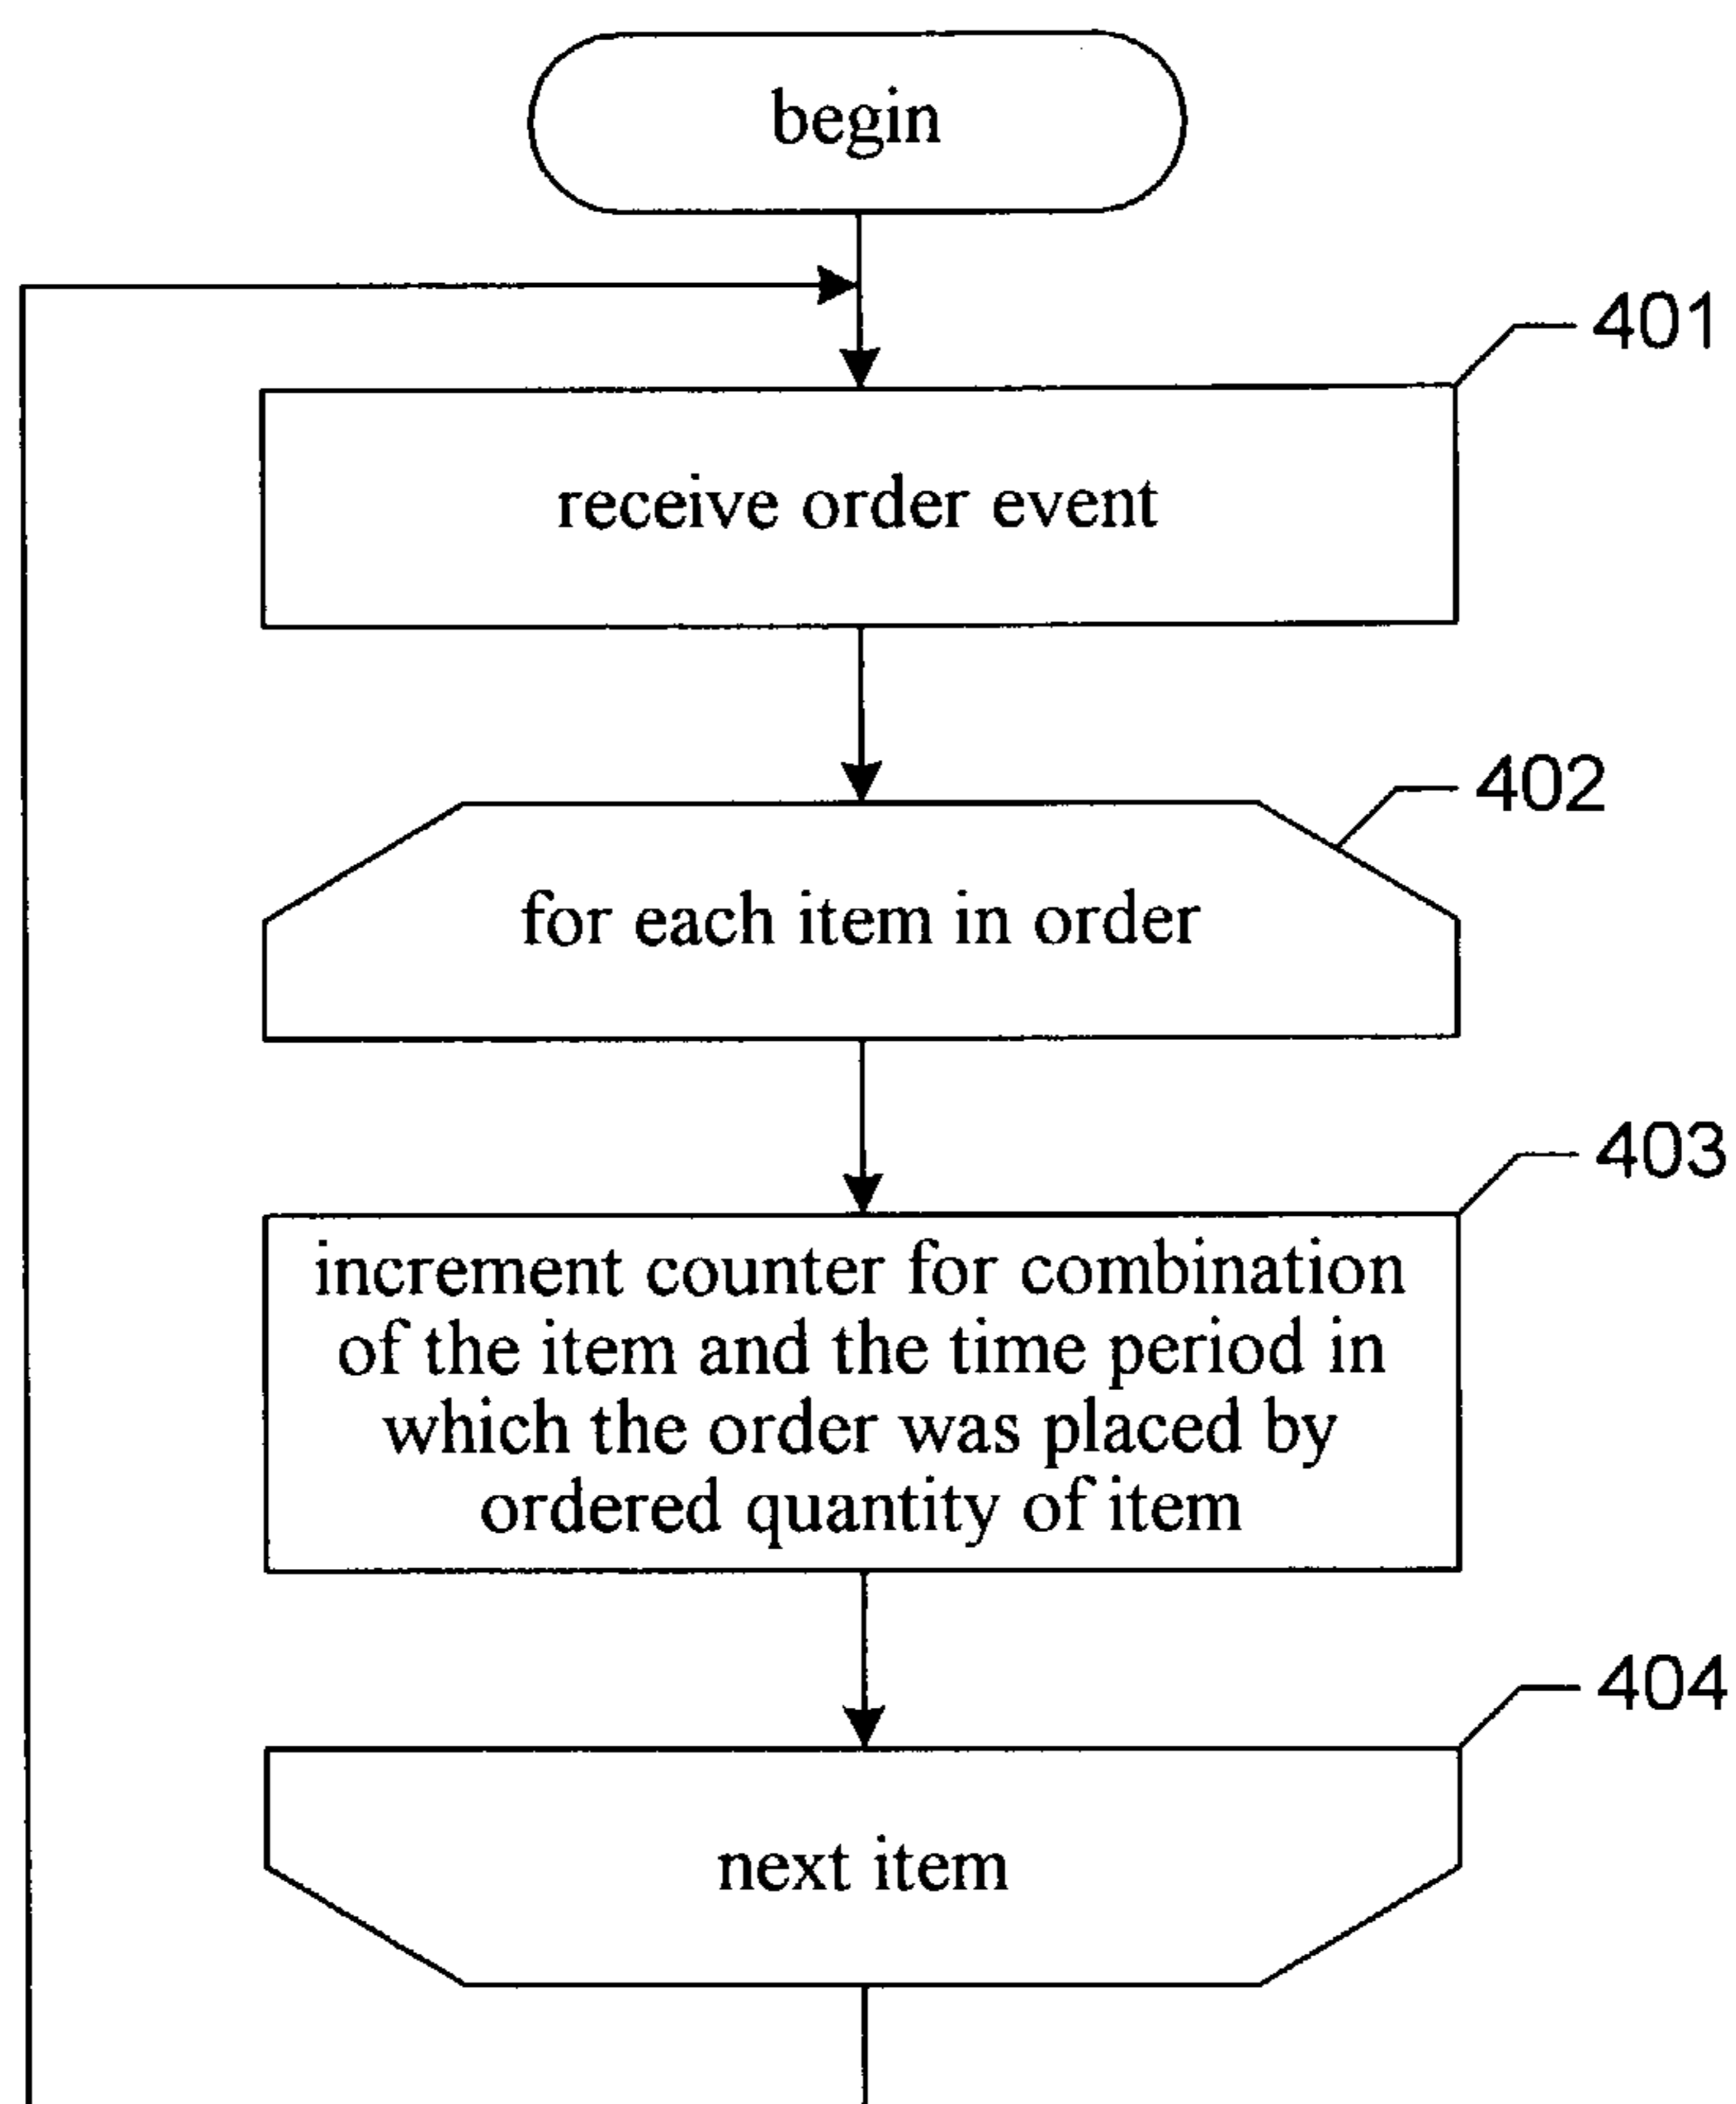 begin
401
receive order event
402
for each item in order
403
increment counter for combination
of the item and the time period in
which the order was placed by
ordered quantity of item
404
next item